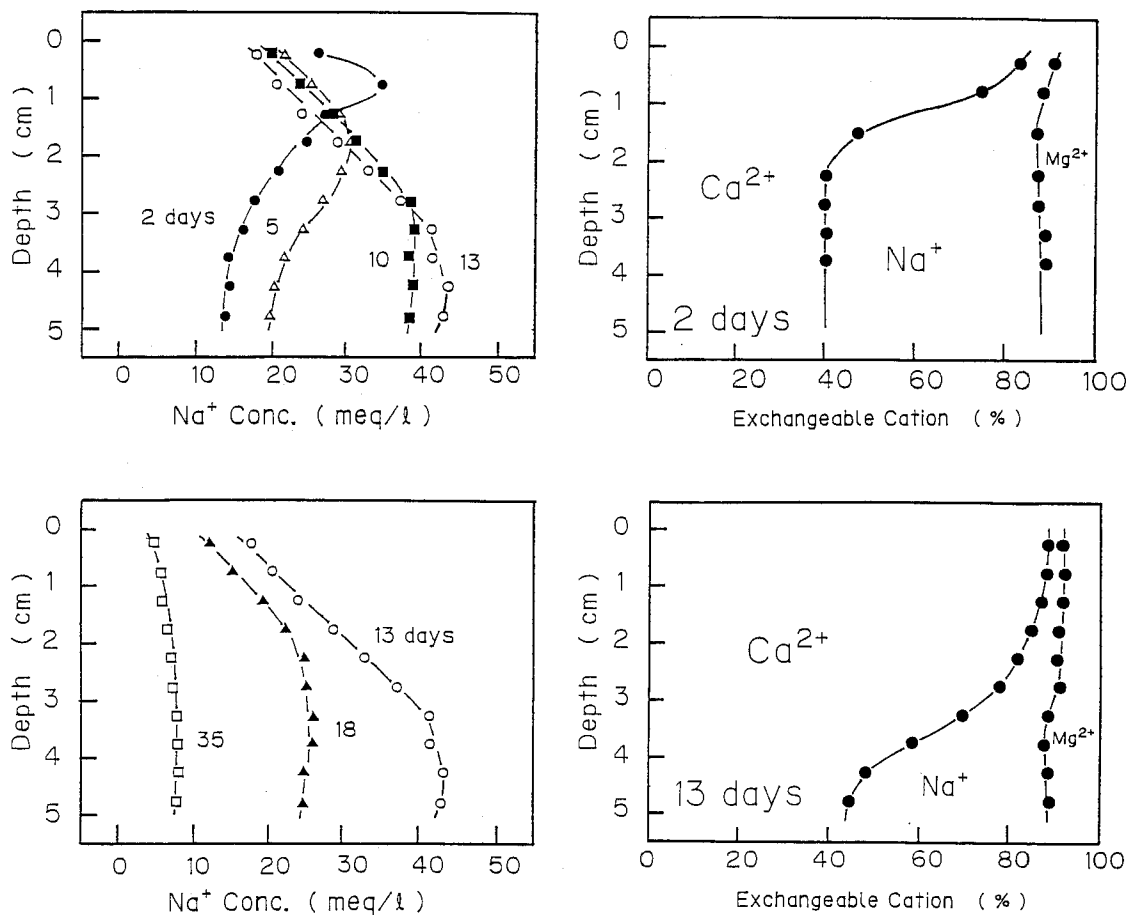 0
1
2
3
4
5
Depth (cm)
2 days
5
10
13
0 10 20 30 40 50
Na⁺ Conc. (meq/l)
0
1
2
3
4
5
Depth (cm)
Ca²⁺
Mg²⁺
Na⁺
2 days
0 20 40 60 80 100
Exchangeable Cation (%)
0
1
2
3
4
5
Depth (cm)
13 days
18
35
0 10 20 30 40 50
Na⁺ Conc. (meq/l)
0
1
2
3
4
5
Depth (cm)
Ca²⁺
Mg²⁺
Na⁺
13 days
0 20 40 60 80 100
Exchangeable Cation (%)